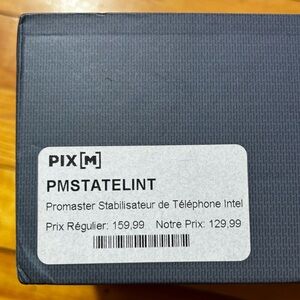 PIX[M]
PMSTATELINT
Promaster Stabilisateur de Téléphone Intel
Prix Régulier: 159,99 Notre Prix: 129,99